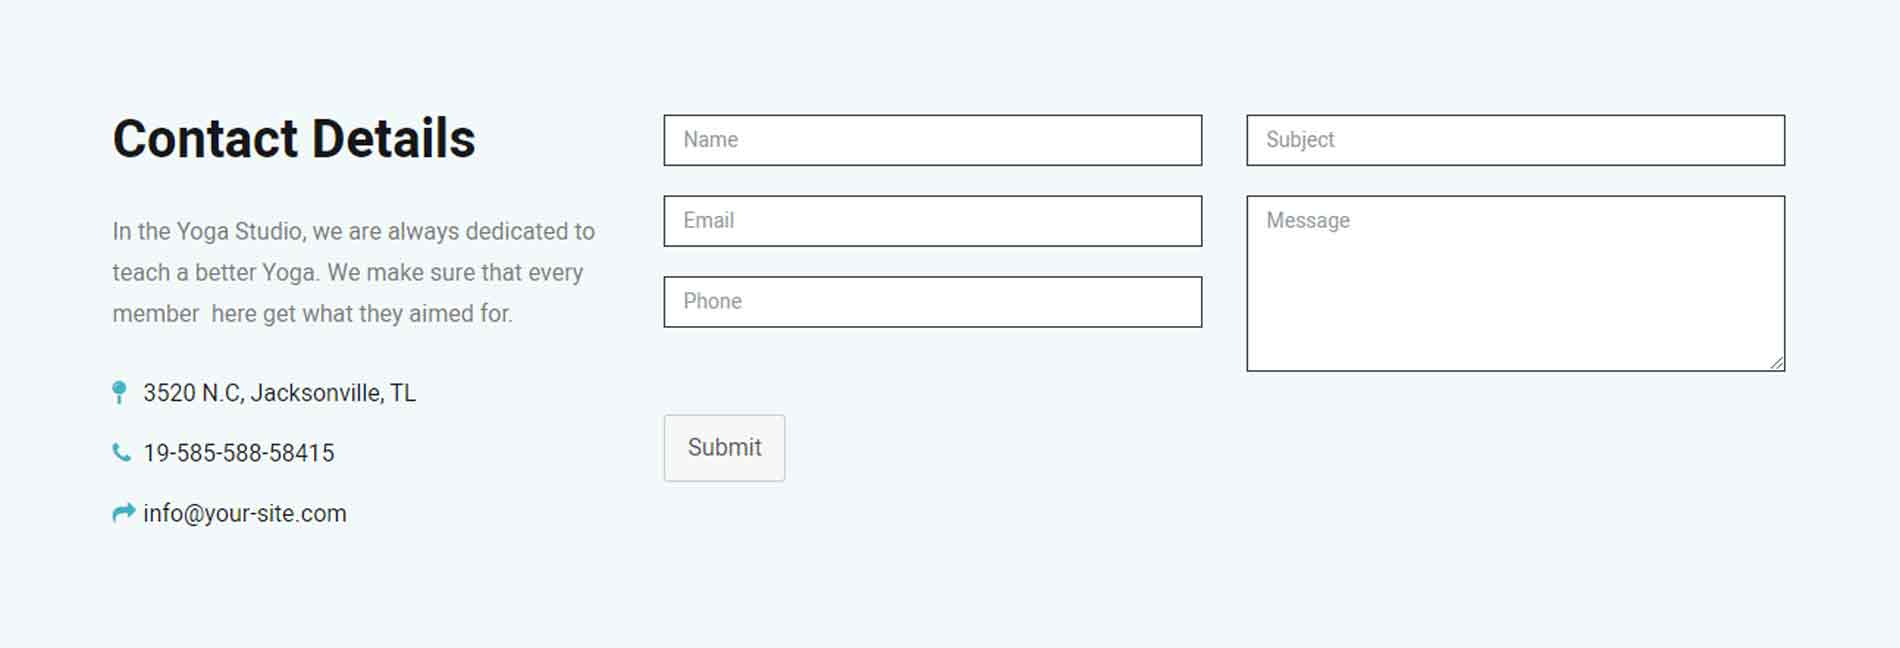 Contact Details
In the Yoga Studio, we are always dedicated to
teach a better Yoga. We make sure that every
member  here get what they aimed for.
3520 N.C, Jacksonville, TL
19-585-588-58415
info@your-site.com
Name
Email
Phone
Submit
Subject
Message